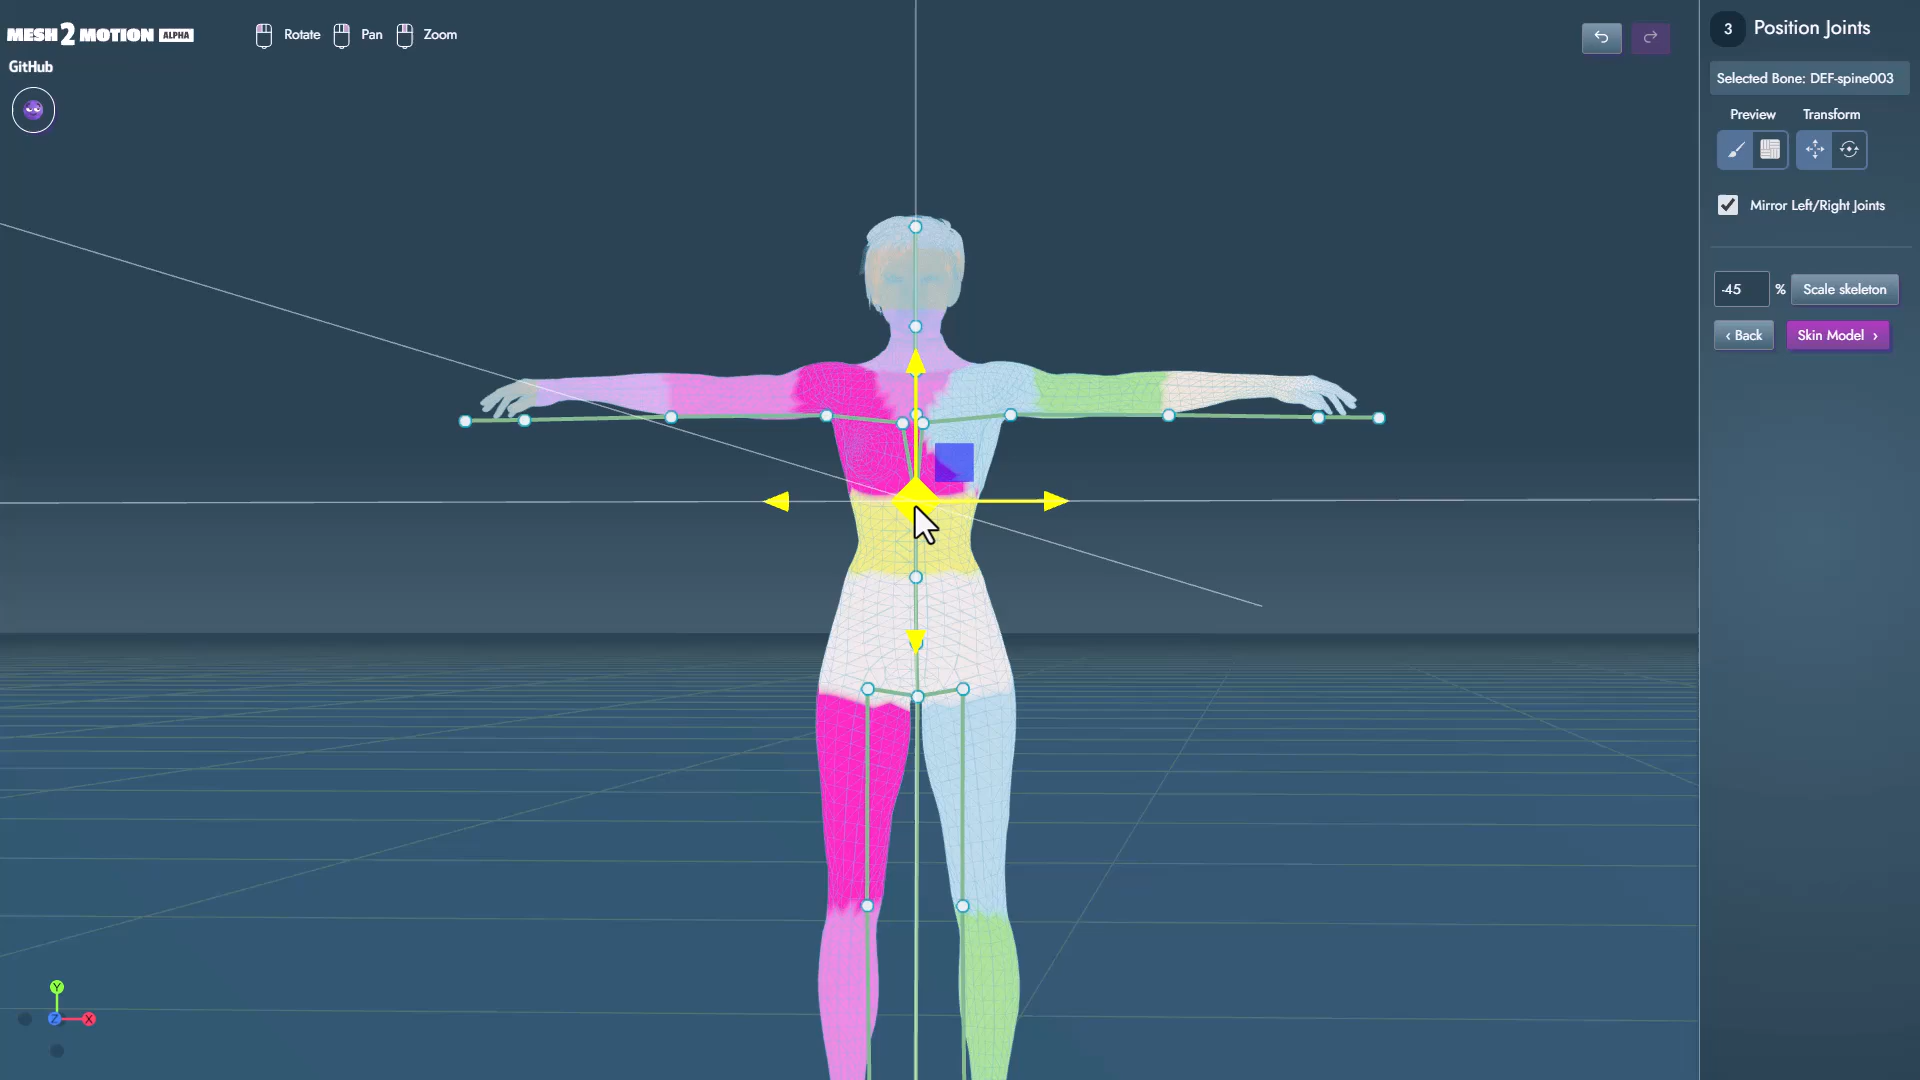 MESH2MOTION ALPHA
Rotate
Pan
Zoom
GitHub
3 Position Joints
Selected Bone: DEF-spine003
Preview
Transform
Mirror Left/Right Joints
-45 % Scale skeleton
‹ Back
Skin Model ›
Y
Z
X